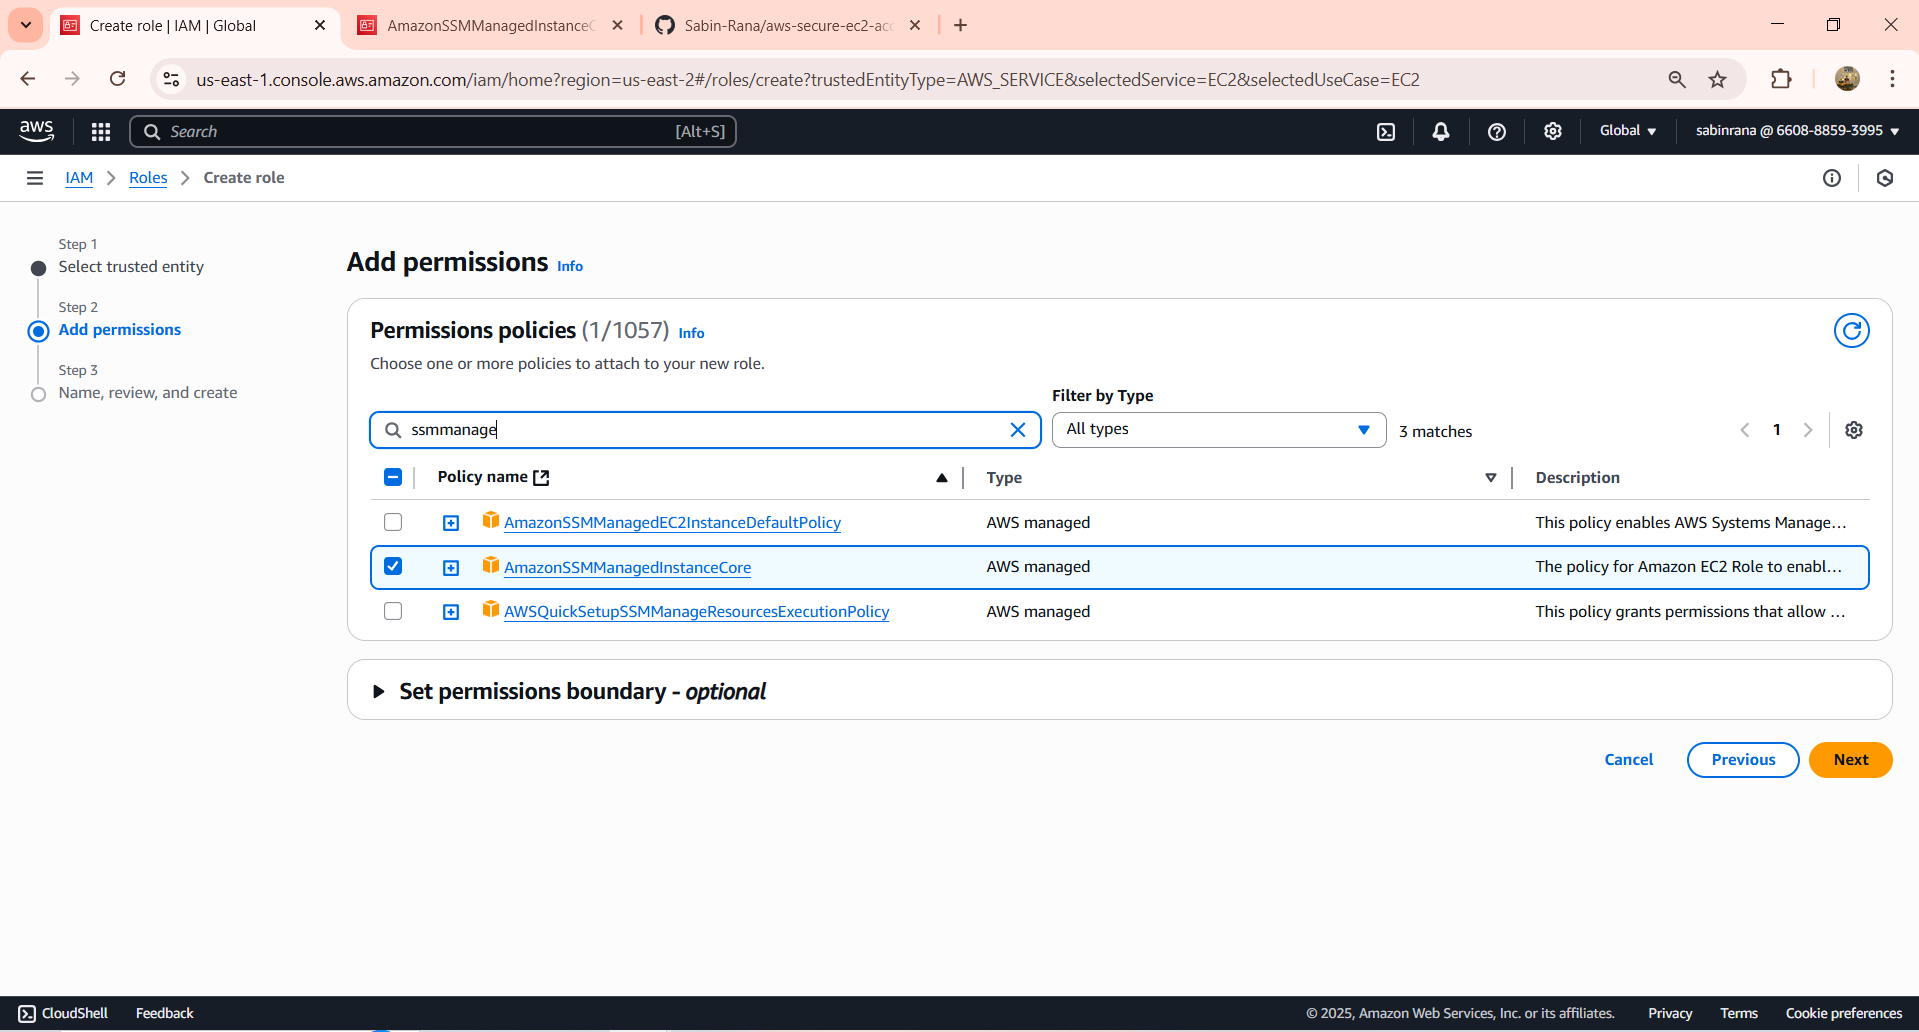 Create role | IAM | Global
AmazonSSMManagedInstanceC
Sabin-Rana/aws-secure-ec2-acc
us-east-1.console.aws.amazon.com/iam/home?region=us-east-2#/roles/create?trustedEntityType=AWS_SERVICE&selectedService=EC2&selectedUseCase=EC2
aws
Search
[Alt+S]
Global
sabinrana @ 6608-8859-3995
IAM
Roles
Create role
Step 1
Select trusted entity
Step 2
Add permissions
Step 3
Name, review, and create
Add permissions Info
Permissions policies (1/1057) Info
Choose one or more policies to attach to your new role.
Filter by Type
ssmmanage
All types
3 matches
1
Policy name
Type
Description
AmazonSSMManagedEC2InstanceDefaultPolicy
AWS managed
This policy enables AWS Systems Manage...
AmazonSSMManagedInstanceCore
AWS managed
The policy for Amazon EC2 Role to enabl...
AWSQuickSetupSSMManageResourcesExecutionPolicy
AWS managed
This policy grants permissions that allow ...
Set permissions boundary - optional
Cancel
Previous
Next
CloudShell
Feedback
© 2025, Amazon Web Services, Inc. or its affiliates.
Privacy
Terms
Cookie preferences